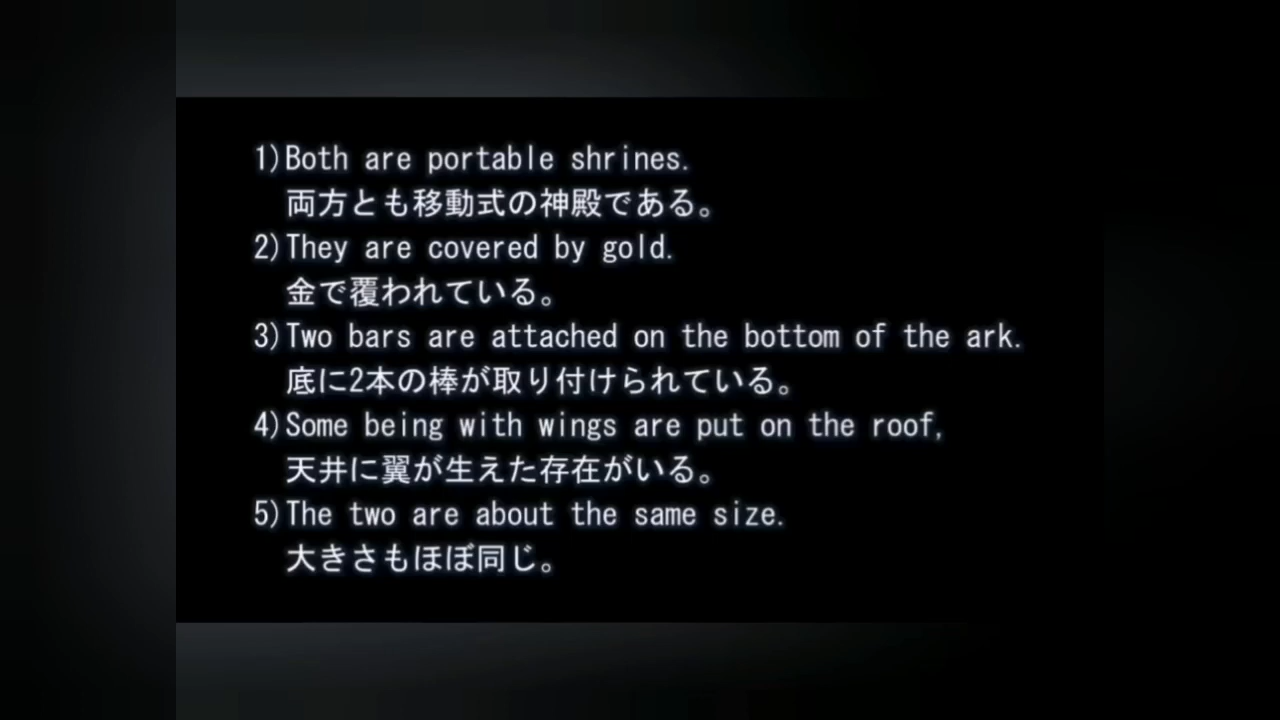 1)Both are portable shrines.
両方とも移動式の神殿である。
2)They are covered by gold.
金で覆われている。
3)Two bars are attached on the bottom of the ark.
底に2本の棒が取り付けられている。
4)Some being with wings are put on the roof,
天井に翼が生えた存在がいる。
5)The two are about the same size.
大きさもほぼ同じ。